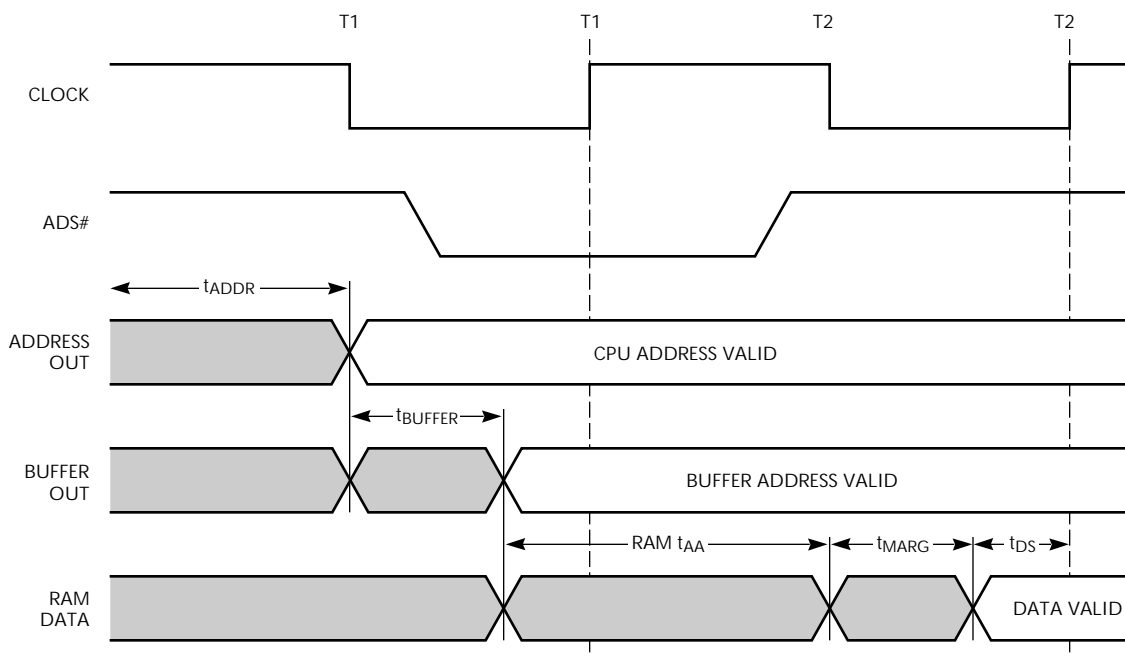 T1 T1 T2 T2
CLOCK
ADS#
tADDR
ADDRESS
OUT
CPU ADDRESS VALID
tBUFFER
BUFFER
OUT
BUFFER ADDRESS VALID
RAM tAA tMARG tDS
RAM
DATA
DATA VALID